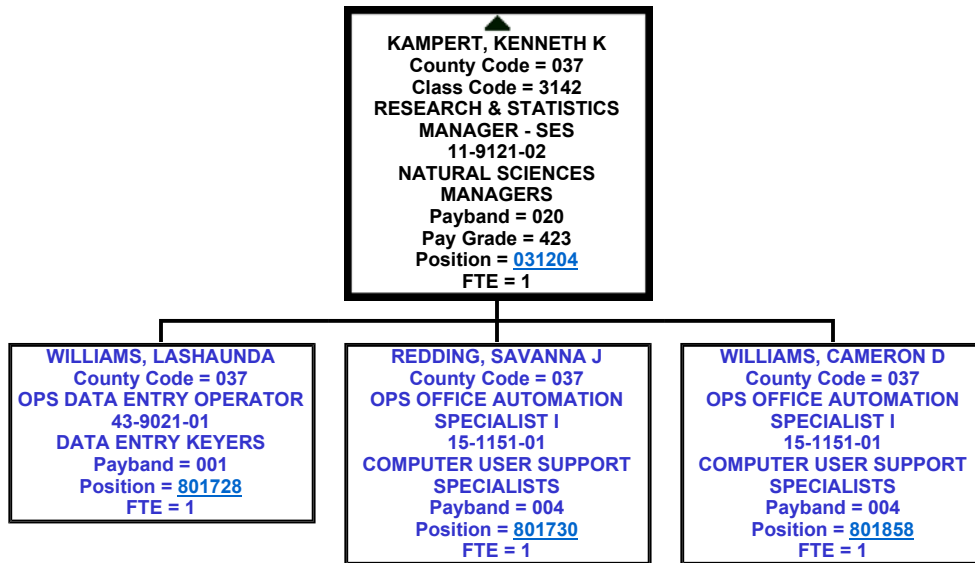 KAMPERT, KENNETH K
County Code = 037
Class Code = 3142
RESEARCH & STATISTICS
MANAGER - SES
11-9121-02
NATURAL SCIENCES
MANAGERS
Payband = 020
Pay Grade = 423
Position = 031204
FTE = 1
WILLIAMS, LASHAUNDA
County Code = 037
OPS DATA ENTRY OPERATOR
43-9021-01
DATA ENTRY KEYERS
Payband = 001
Position = 801728
FTE = 1
REDDING, SAVANNA J
County Code = 037
OPS OFFICE AUTOMATION
SPECIALIST I
15-1151-01
COMPUTER USER SUPPORT
SPECIALISTS
Payband = 004
Position = 801730
FTE = 1
WILLIAMS, CAMERON D
County Code = 037
OPS OFFICE AUTOMATION
SPECIALIST I
15-1151-01
COMPUTER USER SUPPORT
SPECIALISTS
Payband = 004
Position = 801858
FTE = 1